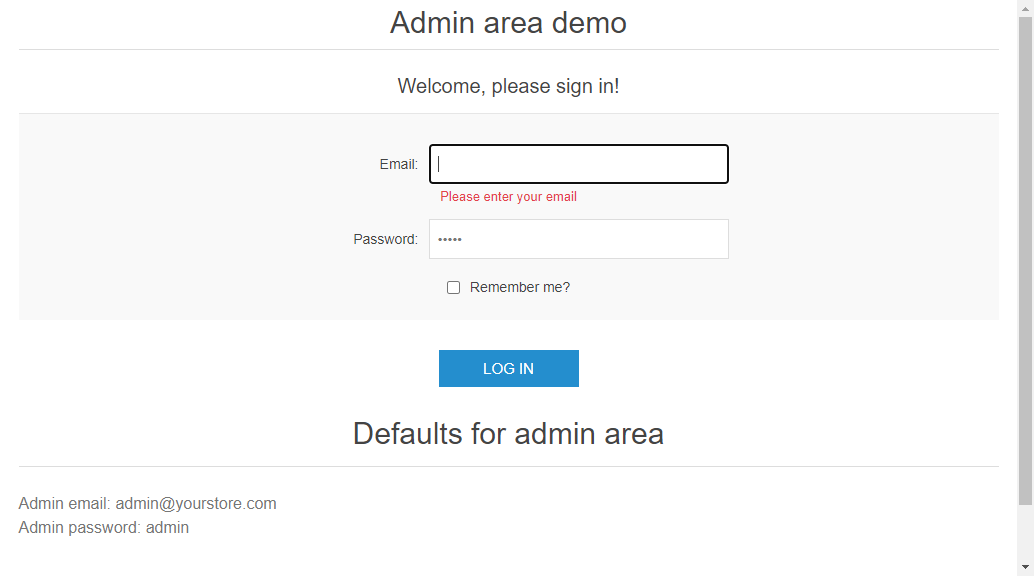 Admin area demo
Welcome, please sign in!
Email:
Please enter your email
Password: •••••
Remember me?
LOG IN
Defaults for admin area
Admin email: admin@yourstore.com
Admin password: admin